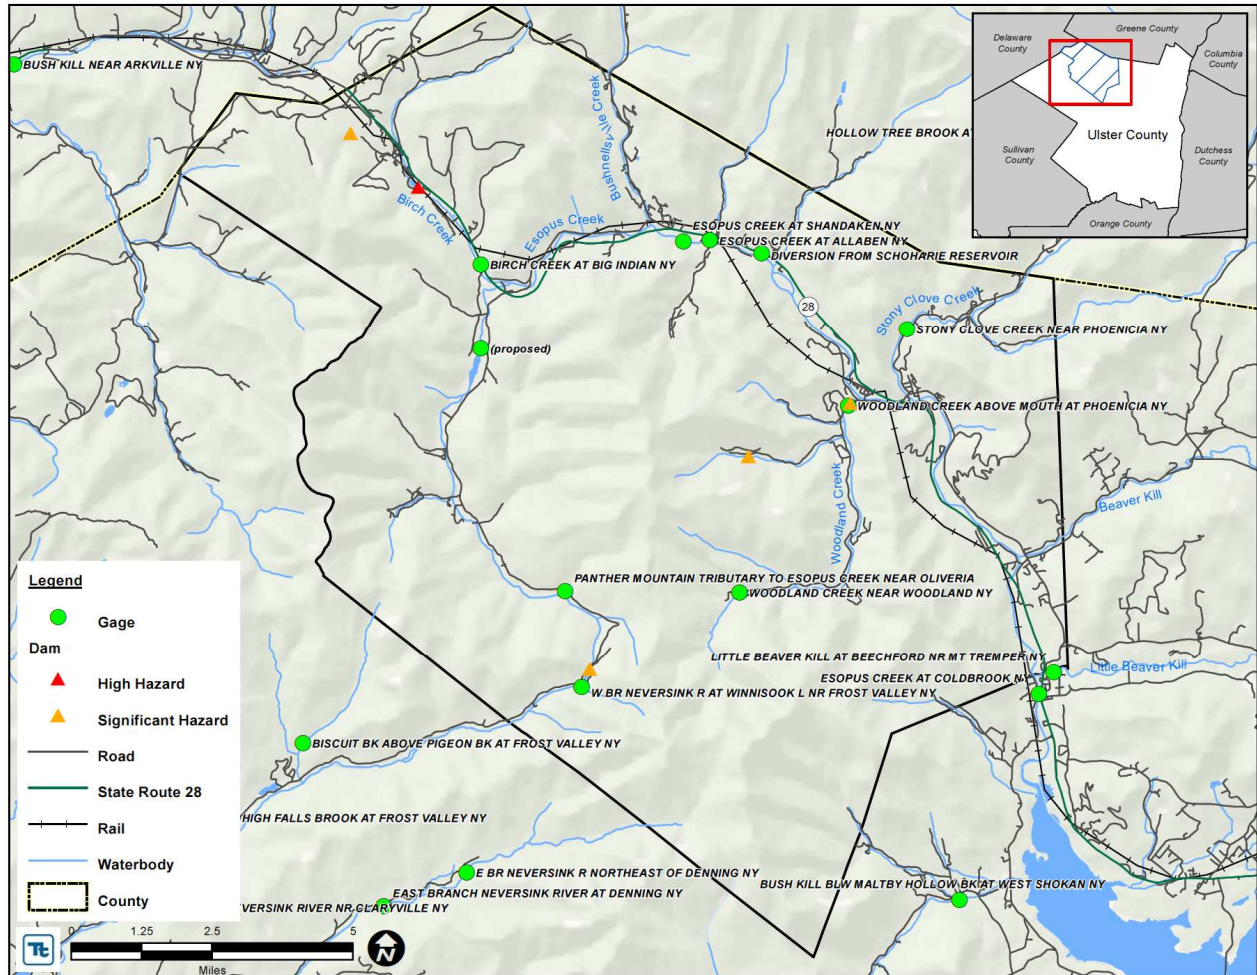 Greene County
Delaware
County
Columbia
County
Ulster County
Sullivan
County
Dutchess
County
Orange County
BUSH KILL NEAR ARKVILLE NY
Bushnellsville Creek
HOLLOW TREE BROOK AT
Birch Creek
Esopus Creek
ESOPUS CREEK AT SHANDAKEN NY
ESOPUS CREEK AT ALLABEN NY
DIVERSION FROM SCHOHARIE RESERVOIR
BIRCH CREEK AT BIG INDIAN NY
28
Stony Clove Creek
STONY CLOVE CREEK NEAR PHOENICIA NY
(proposed)
WOODLAND CREEK ABOVE MOUTH AT PHOENICIA NY
Woodland Creek
Beaver Kill
PANTHER MOUNTAIN TRIBUTARY TO ESOPUS CREEK NEAR OLIVERIA
WOODLAND CREEK NEAR WOODLAND NY
LITTLE BEAVER KILL AT BEECHFORD NR MT TREMPER NY
Little Beaver Kill
ESOPUS CREEK AT COLDBROOK NY
W BR NEVERSINK R AT WINNISOOK L NR FROST VALLEY NY
BISCUIT BK ABOVE PIGEON BK AT FROST VALLEY NY
HIGH FALLS BROOK AT FROST VALLEY NY
E BR NEVERSINK R NORTHEAST OF DENNING NY
EAST BRANCH NEVERSINK RIVER AT DENNING NY
BUSH KILL BLW MALTBY HOLLOW BK AT WEST SHOKAN NY
EVERSINK RIVER NR CLARYVILLE NY
Legend
Gage
Dam
High Hazard
Significant Hazard
Road
State Route 28
Rail
Waterbody
County
Tt
0 1.25 2.5 5
Miles
N